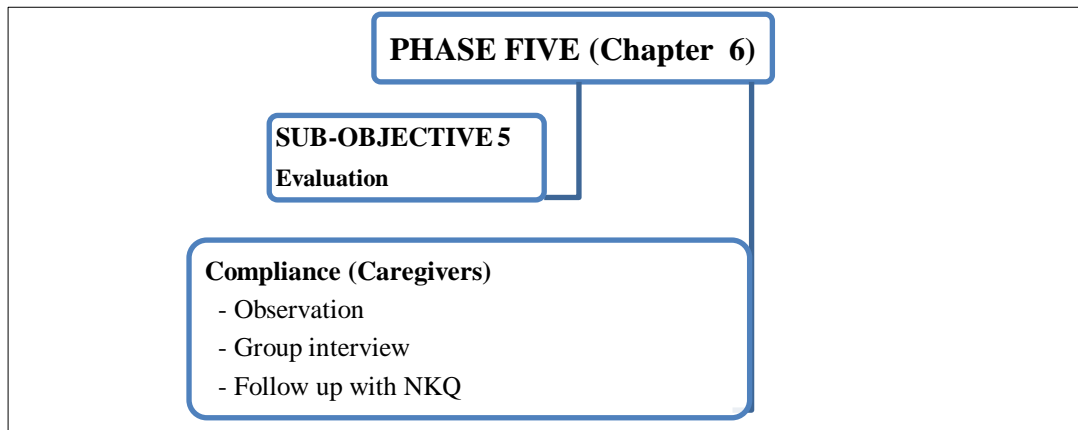 PHASE FIVE (Chapter 6)
SUB-OBJECTIVE 5
Evaluation
Compliance (Caregivers)
- Observation
- Group interview
- Follow up with NKQ